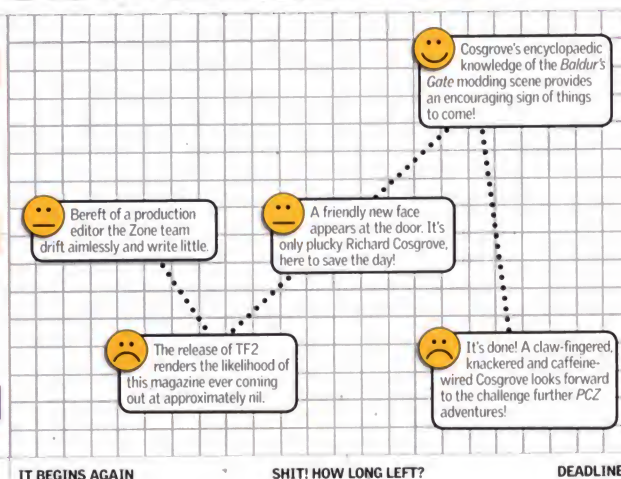 Cosgrove's encyclopaedic
knowledge of the Baldur's
Gate modding scene provides
an encouraging sign of things
to come!
Bereft of a production
editor the Zone team
drift aimlessly and write little.
A friendly new face
appears at the door. It's
only plucky Richard Cosgrove,
here to save the day!
The release of TF2
renders the likelihood of
this magazine ever coming
out at approximately nil.
It's done! A claw-fingered,
knackered and caffeine-
wired Cosgrove looks forward
to the challenge further PCZ
adventures!
IT BEGINS AGAIN
SHIT! HOW LONG LEFT?
DEADLINE